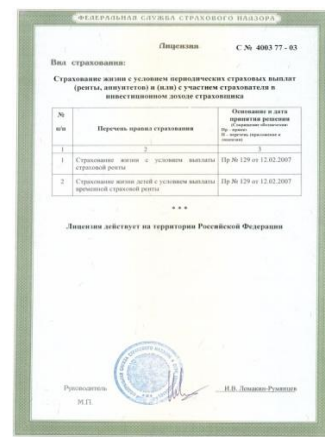 ФЕДЕРАЛЬНАЯ СЛУЖБА СТРАХОВОГО НАДЗОРА
Лицензия С № 4003 77 - 03
Вид страхования:
Страхование жизни с условием периодических страховых выплат
(ренты, аннуитетов) и (или) с участием страхователя в
инвестиционном доходе страховщика
№ п/п Перечень правил страхования Основание и дата принятия решения
1 2 3
1 Страхование жизни с условием выплаты страховой ренты Пр № 129 от 12.02.2007
2 Страхование жизни детей с условием выплаты временной страховой ренты Пр № 129 от 12.02.2007
* * *
Лицензия действует на территории Российской Федерации
Руководитель И.В. Ломакин-Румянцев
М.П.